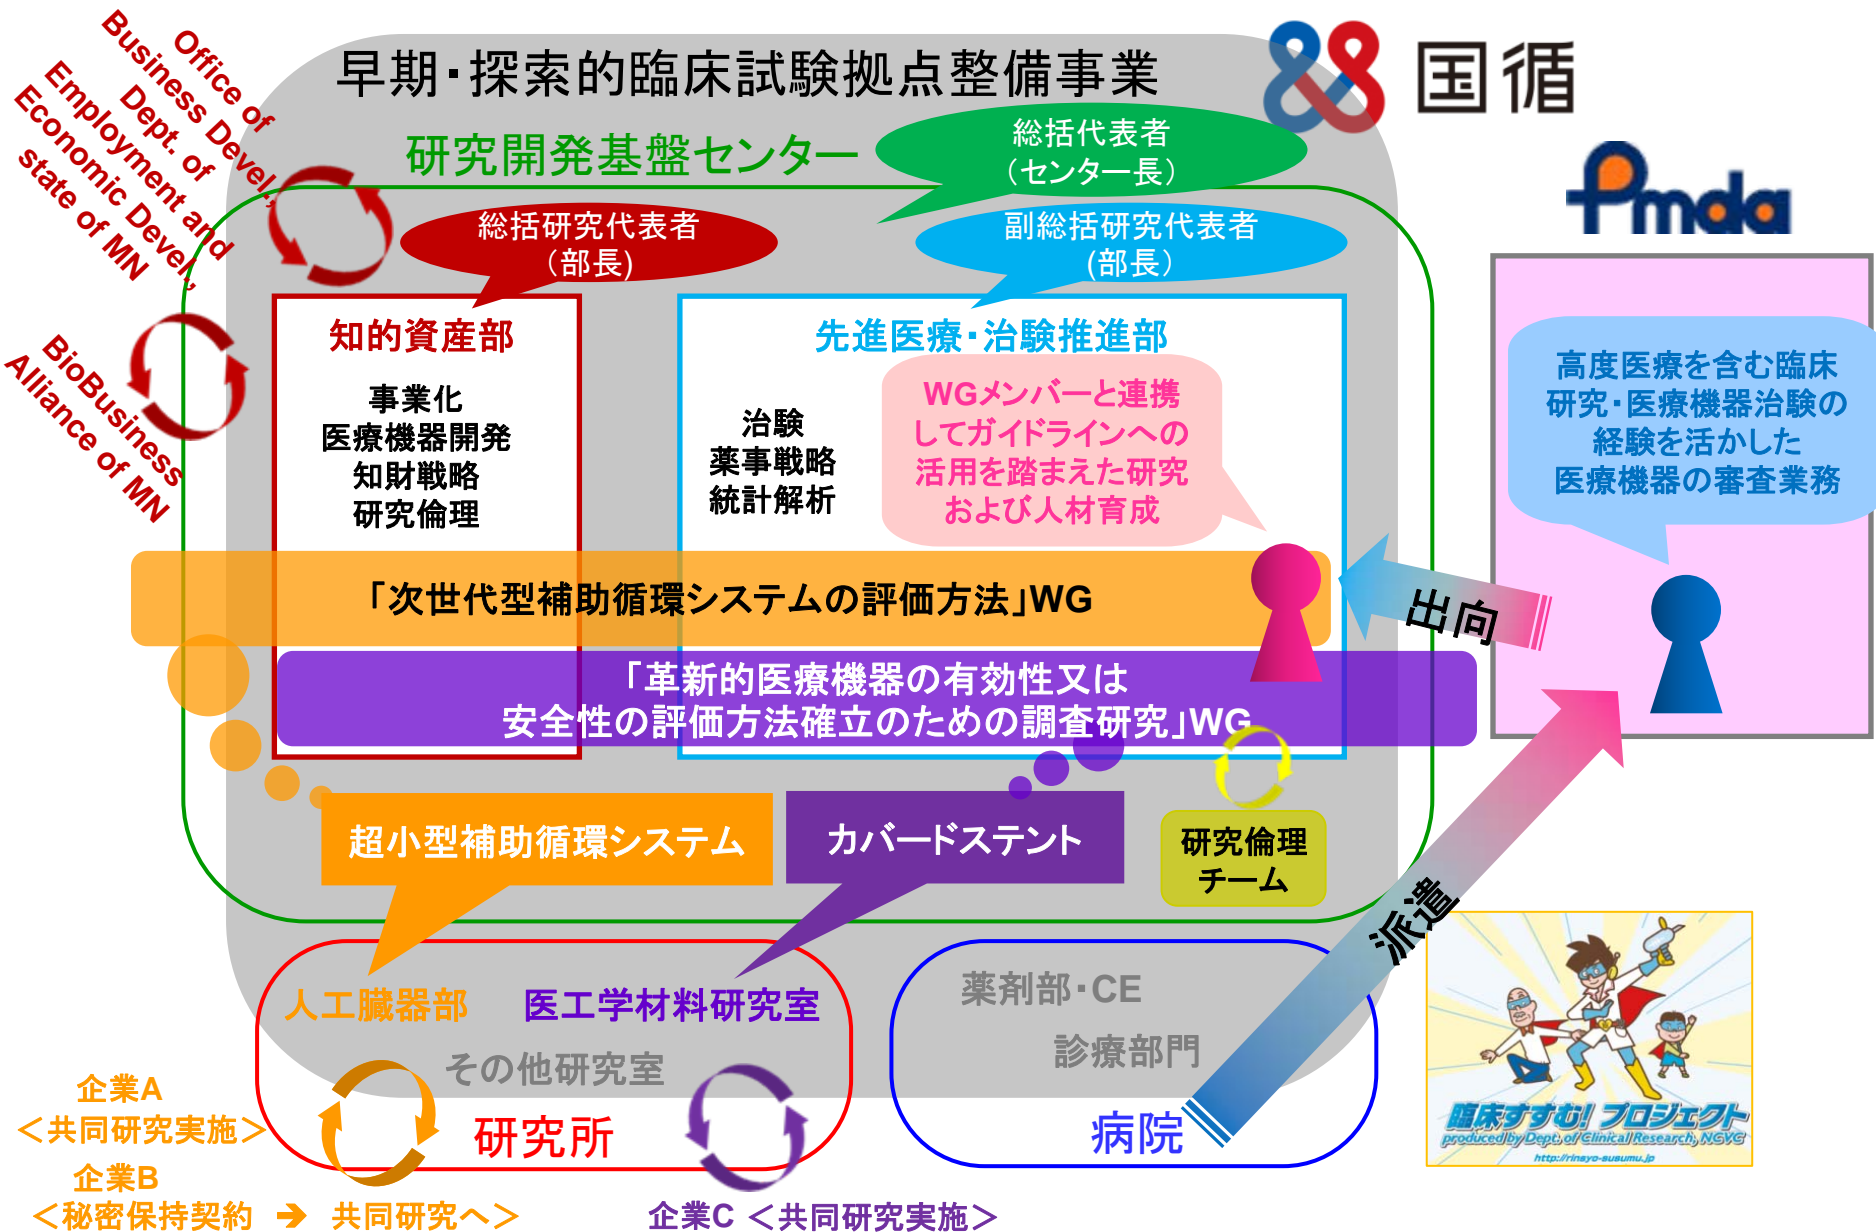 早期・探索的臨床試験拠点整備事業
国循
Office of
Business Devel.,
Dept. of
Employment and
Economic Devel.,
state of MN
研究開発基盤センター
総括代表者
（センター長）
Pmda
総括研究代表者
（部長)
副総括研究代表者
(部長）
BioBusiness
Alliance of MN
知的資産部
事業化
医療機器開発
知財戦略
研究倫理
先進医療・治験推進部
治験
薬事戦略
統計解析
WGメンバーと連携
してガイドラインへの
活用を踏まえた研究
および人材育成
高度医療を含む臨床
研究・医療機器治験の
経験を活かした
医療機器の審査業務
「次世代型補助循環システムの評価方法」WG
出向
「革新的医療機器の有効性又は
安全性の評価方法確立のための調査研究」WG
超小型補助循環システム
カバードステント
研究倫理
チーム
派遣
人工臓器部
医工学材料研究室
その他研究室
研究所
薬剤部・CE
診療部門
病院
臨床すすむ! プロジェクト
produced by Dept. of Clinical Research, NCVC
http://rinsyo-susumu.jp
企業A
＜共同研究実施＞
企業B
＜秘密保持契約 ➔ 共同研究へ＞
企業C ＜共同研究実施＞